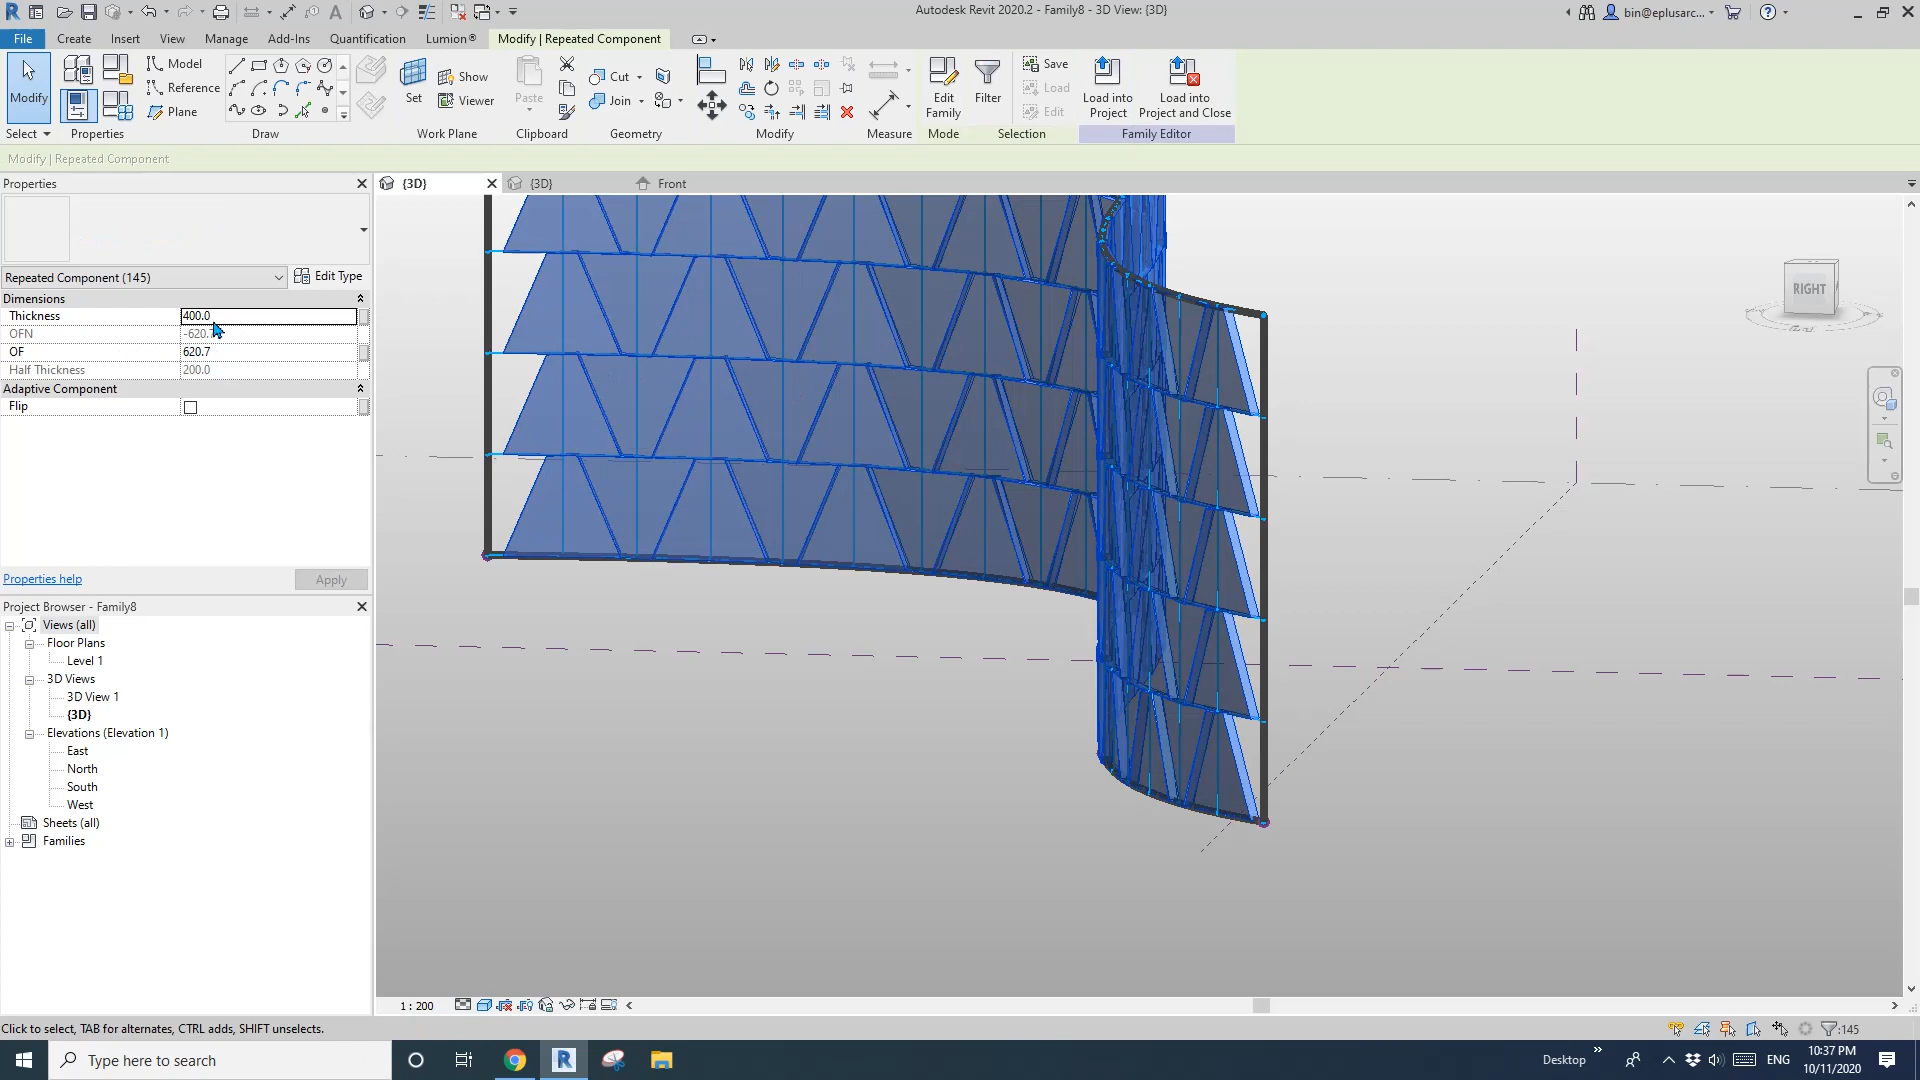 Autodesk Revit 2020.2 - Family8 - 3D View: {3D}
bin@eplusarc...
File
Create
Insert
View
Manage
Add-Ins
Quantification
Lumion®
Modify | Repeated Component
Modify
Model
Reference
Plane
Set
Show
Viewer
Paste
Cut
Join
Edit
Family
Filter
Save
Load
Edit
Load into
Project
Load into
Project and Close
Select
Properties
Draw
Work Plane
Clipboard
Geometry
Modify
Measure
Mode
Selection
Family Editor
Modify | Repeated Component
Properties
{3D}
{3D}
Front
Repeated Component (145)
Edit Type
Dimensions
Thickness
400.0
OFN
-620.7
OF
620.7
Half Thickness
200.0
Adaptive Component
Flip
Properties help
Apply
Project Browser - Family8
Views (all)
Floor Plans
Level 1
3D Views
3D View 1
{3D}
Elevations (Elevation 1)
East
North
South
West
Sheets (all)
Families
RIGHT
1 : 200
Click to select, TAB for alternates, CTRL adds, SHIFT unselects.
:145
Type here to search
Desktop
ENG
10:37 PM
10/11/2020